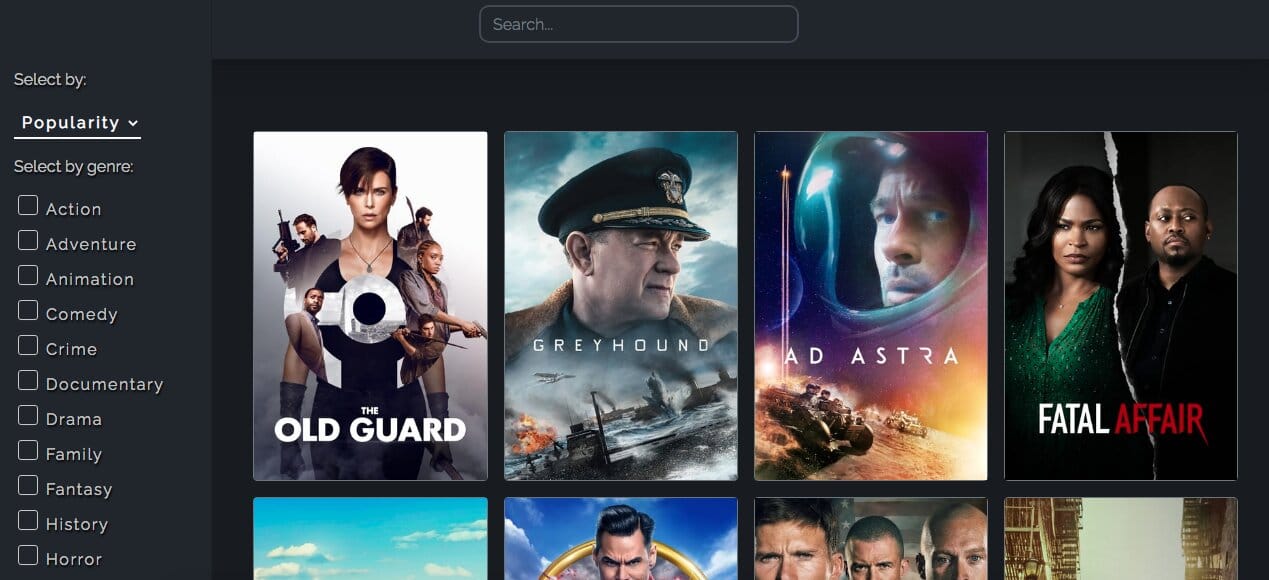 Search...
Select by:
Popularity
Select by genre:
Action
Adventure
Animation
Comedy
Crime
Documentary
Drama
Family
Fantasy
History
Horror
THE
OLD GUARD
GREYHOUND
AD ASTRA
FATAL AFFAIR